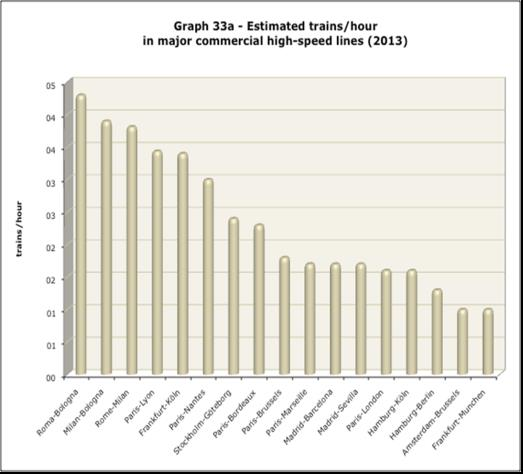 Graph 33a - Estimated trains/hour
in major commercial high-speed lines (2013)
05
04
04
03
03
02
02
01
01
00
trains/hour
Roma-Bologna
Milan-Bologna
Rome-Milan
Paris-Lyon
Frankfurt-Köln
Paris-Nantes
Stockholm-Göteborg
Paris-Bordeaux
Paris-Brussels
Paris-Marseille
Madrid-Barcelona
Madrid-Sevilla
Paris-London
Hamburg-Köln
Hamburg-Berlin
Amsterdam-Brussels
Frankfurt-Munchen